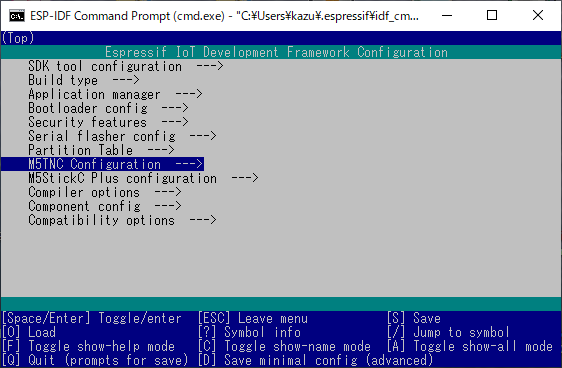 ESP-IDF Command Prompt (cmd.exe) - "C:¥Users¥kazu¥.espressif¥idf_cm...
(Top)
Espressif IoT Development Framework Configuration
SDK tool configuration  --->
Build type  --->
Application manager  --->
Bootloader config  --->
Security features  --->
Serial flasher config  --->
Partition Table  --->
M5TNC Configuration  --->
M5StickC Plus configuration  --->
Compiler options  --->
Component config  --->
Compatibility options  --->
[Space/Enter] Toggle/enter  [ESC] Leave menu  [S] Save
[O] Load  [?] Symbol info  [/] Jump to symbol
[F] Toggle show-help mode  [C] Toggle show-name mode  [A] Toggle show-all mode
[Q] Quit (prompts for save)  [D] Save minimal config (advanced)